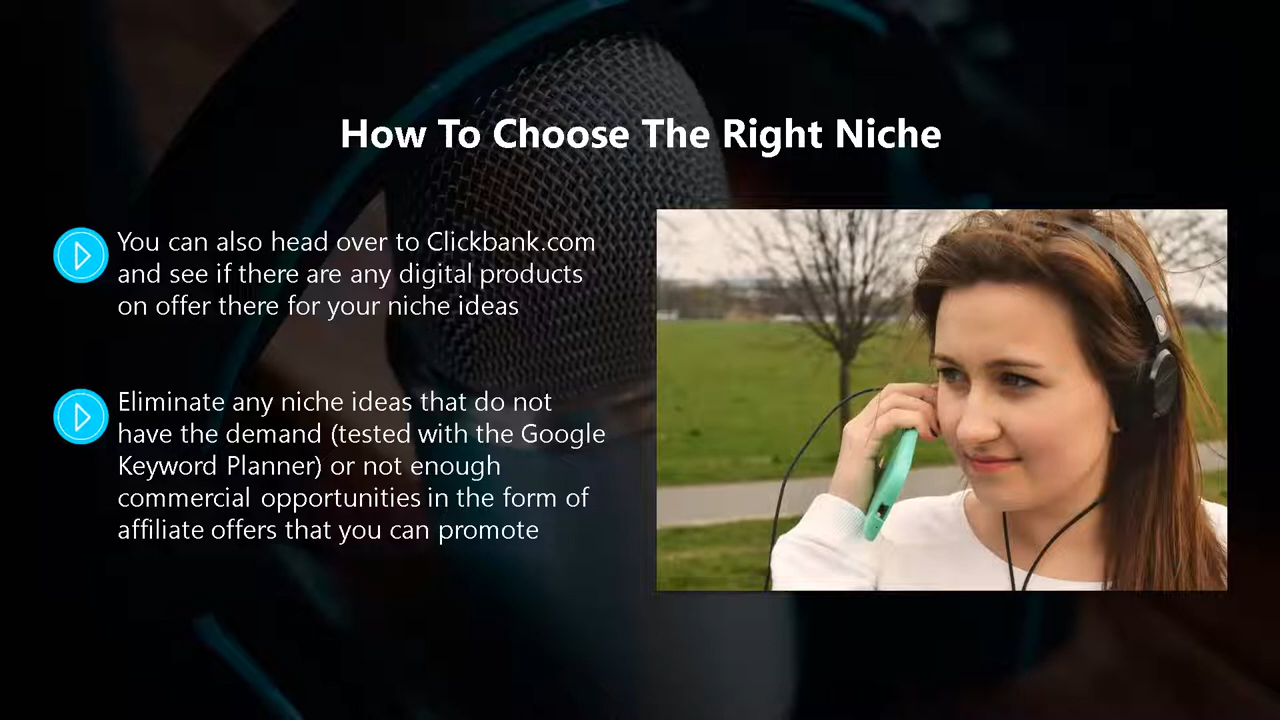 How To Choose The Right Niche
You can also head over to Clickbank.com
and see if there are any digital products
on offer there for your niche ideas
Eliminate any niche ideas that do not
have the demand (tested with the Google
Keyword Planner) or not enough
commercial opportunities in the form of
affiliate offers that you can promote